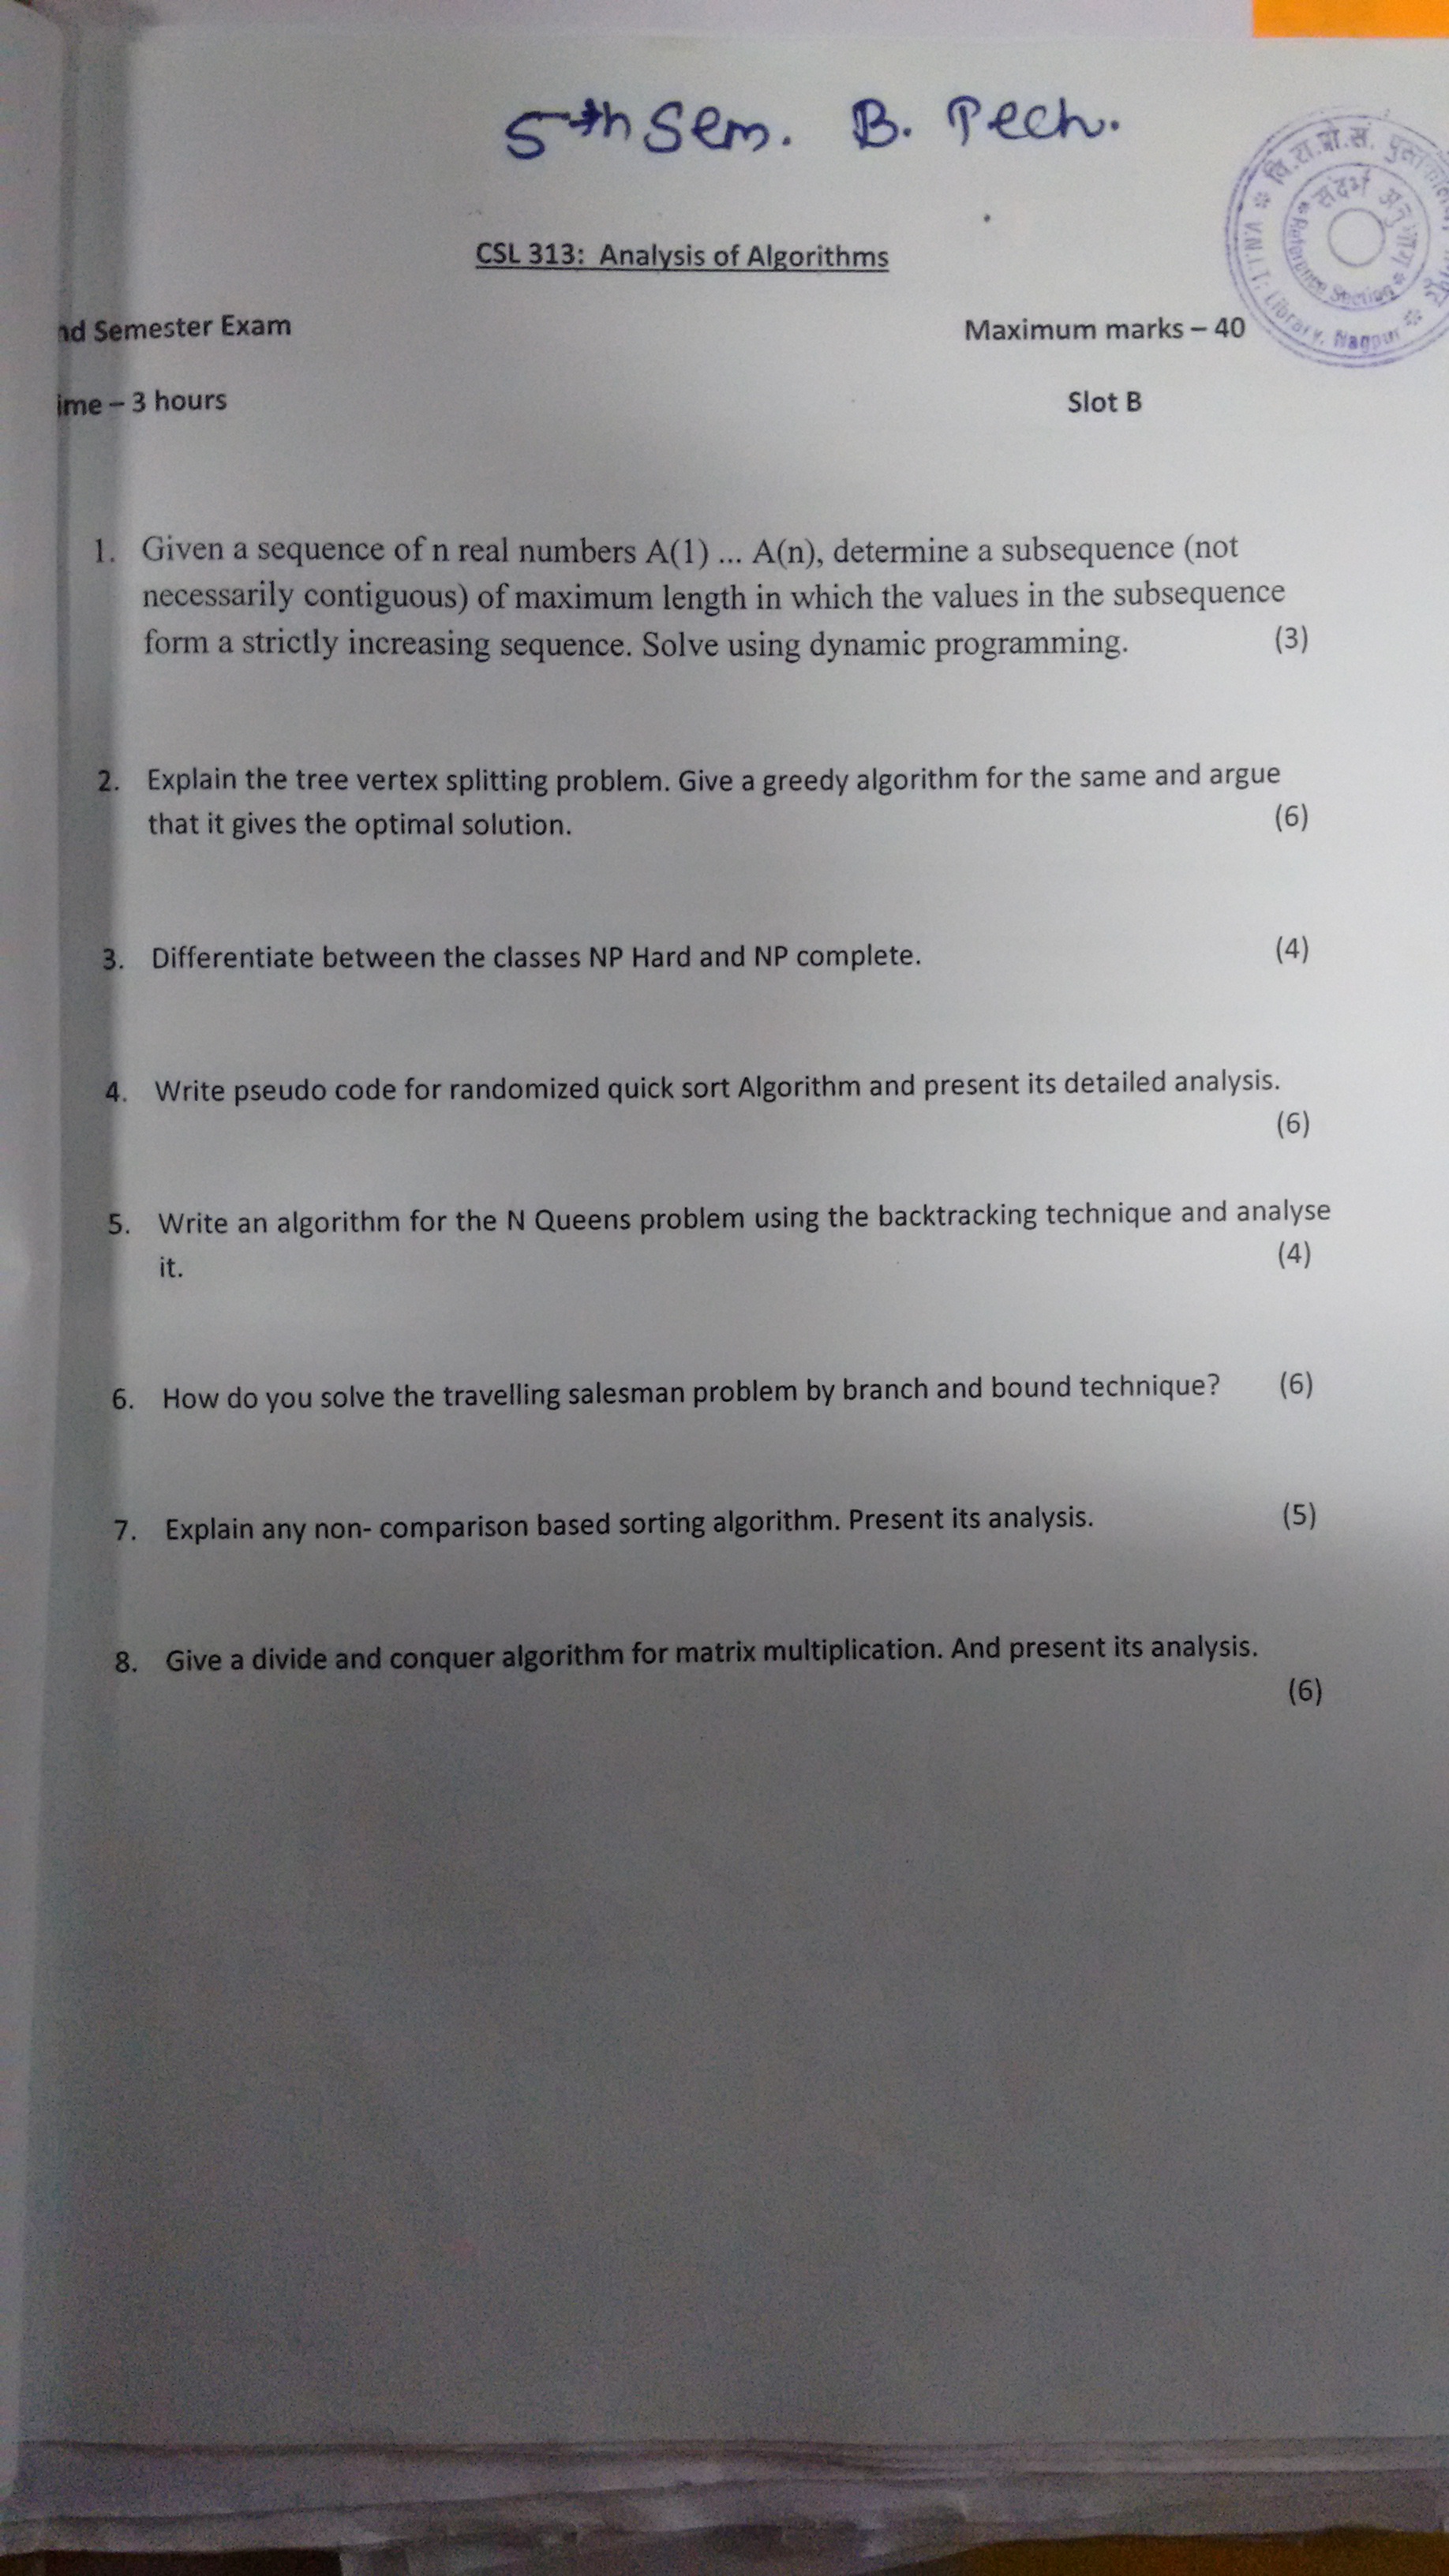 5th Sem. B. Tech.
CSL 313: Analysis of Algorithms
nd Semester Exam
Maximum marks – 40
ime – 3 hours
Slot B
1. Given a sequence of n real numbers A(1) ... A(n), determine a subsequence (not
necessarily contiguous) of maximum length in which the values in the subsequence
form a strictly increasing sequence. Solve using dynamic programming. (3)
2. Explain the tree vertex splitting problem. Give a greedy algorithm for the same and argue
that it gives the optimal solution. (6)
3. Differentiate between the classes NP Hard and NP complete. (4)
4. Write pseudo code for randomized quick sort Algorithm and present its detailed analysis.
(6)
5. Write an algorithm for the N Queens problem using the backtracking technique and analyse
it. (4)
6. How do you solve the travelling salesman problem by branch and bound technique? (6)
7. Explain any non- comparison based sorting algorithm. Present its analysis. (5)
8. Give a divide and conquer algorithm for matrix multiplication. And present its analysis.
(6)
वि.रा.प्रौ.सं.
V.N.I.T. Library, Nagpur
संदर्भ
Reference Section